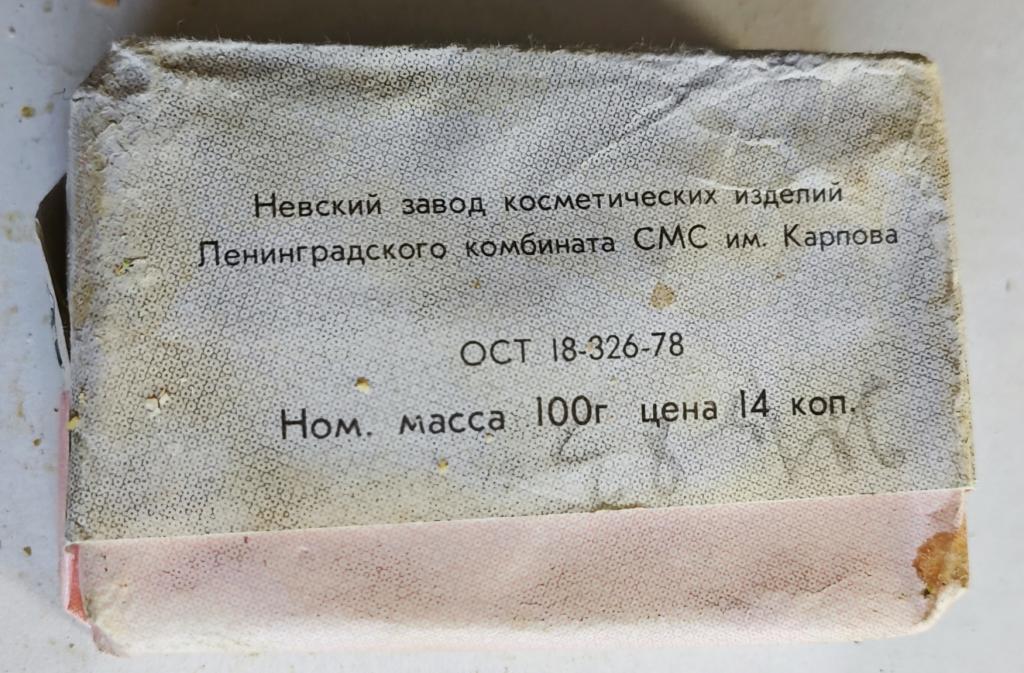 Невский завод косметических изделий
Ленинградского комбината СМС им. Карпова
ОСТ 18-326-78
Ном. масса 100г цена 14 коп.